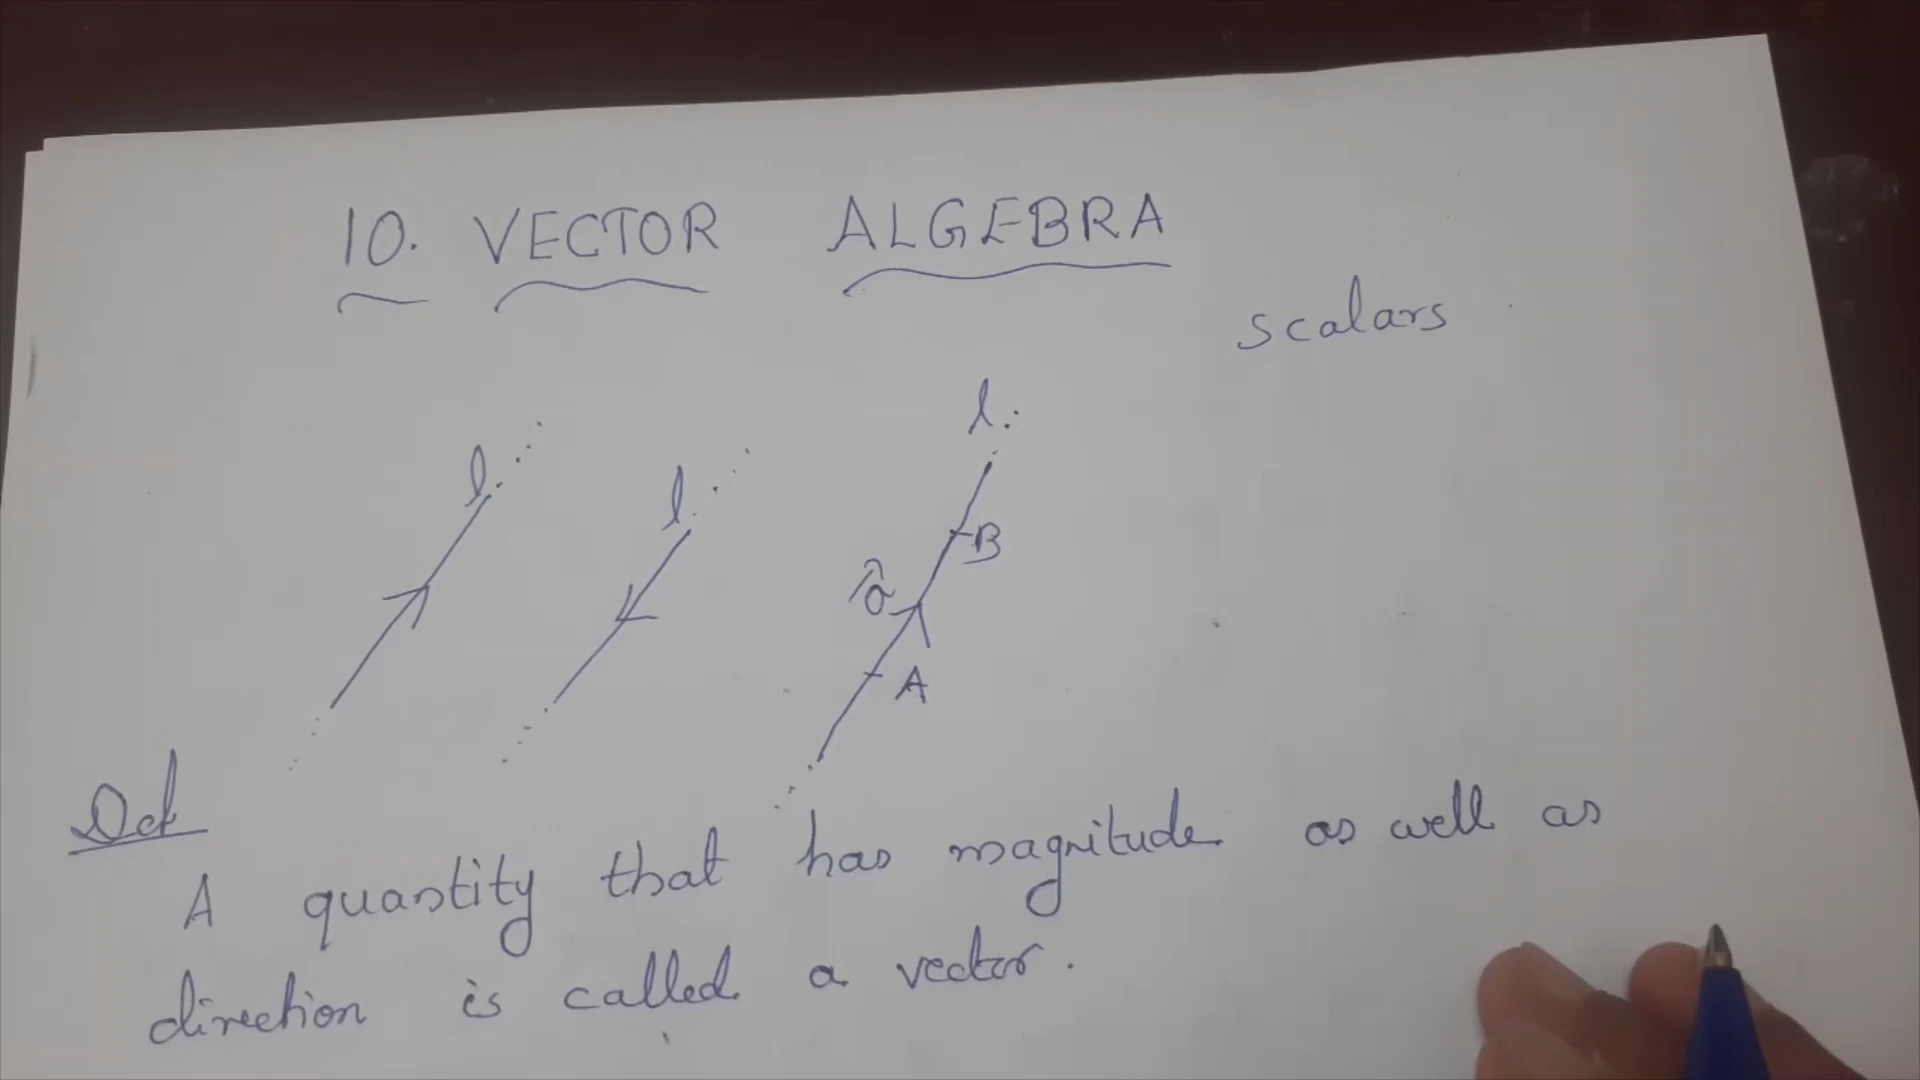 10. VECTOR ALGEBRA
scalars
l
l
l
B
A
Def
A quantity that has magnitude as well as
direction is called a vector.